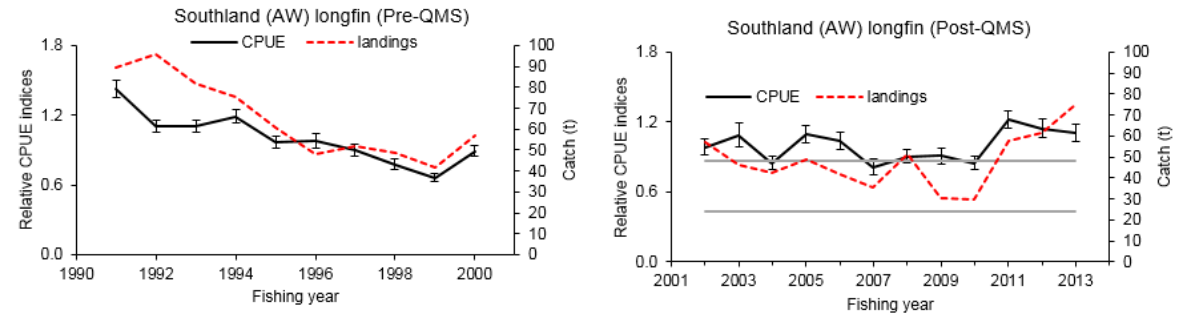 Southland (AW) longfin (Pre-QMS)
CPUE landings
1.8
1.2
0.6
0.0
Relative CPUE indices
100
90
80
70
60
50
40
30
20
10
0
Catch (t)
1990 1992 1994 1996 1998 2000
Fishing year
Southland (AW) longfin (Post-QMS)
CPUE landings
1.8
1.2
0.6
0.0
Relative CPUE indices
100
90
80
70
60
50
40
30
20
10
0
Catch (t)
2001 2003 2005 2007 2009 2011 2013
Fishing year